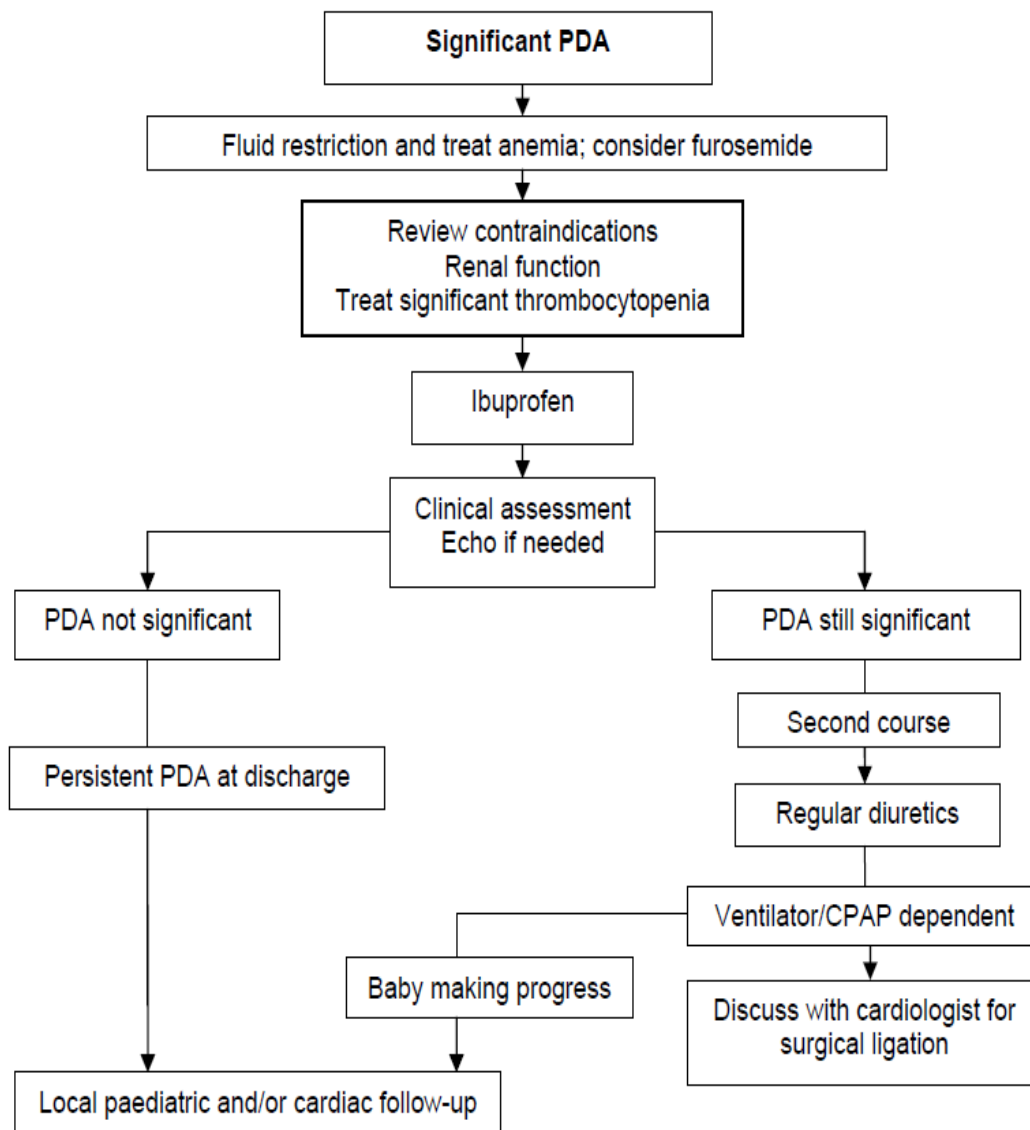 Significant PDA
Fluid restriction and treat anemia; consider furosemide
Review contraindications
Renal function
Treat significant thrombocytopenia
Ibuprofen
Clinical assessment
Echo if needed
PDA not significant
PDA still significant
Second course
Persistent PDA at discharge
Regular diuretics
Ventilator/CPAP dependent
Baby making progress
Discuss with cardiologist for
surgical ligation
Local paediatric and/or cardiac follow-up